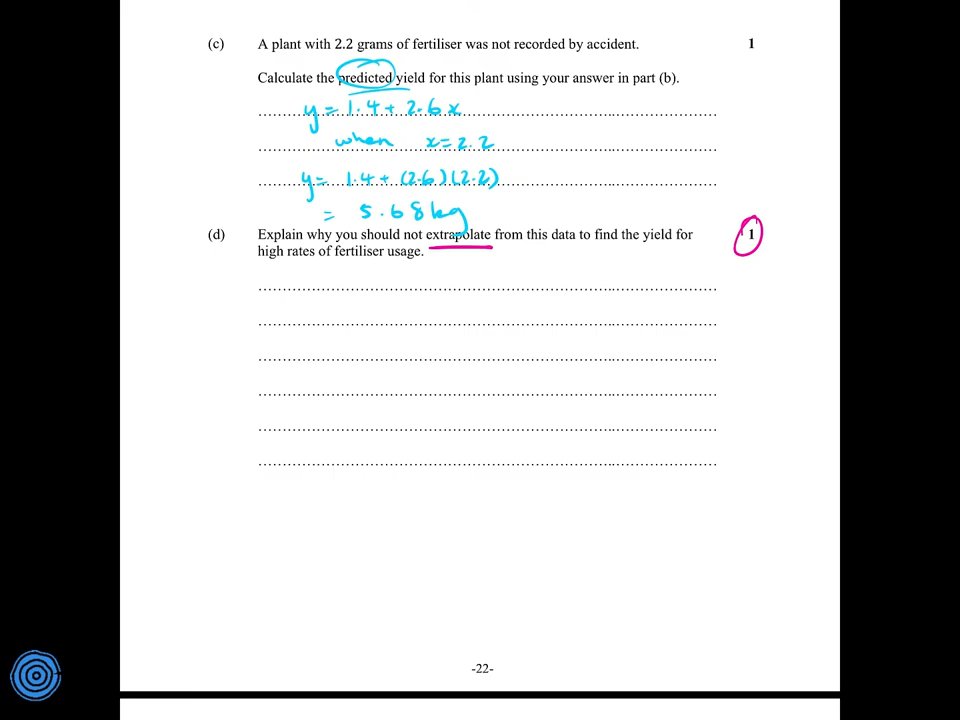 (c) A plant with 2.2 grams of fertiliser was not recorded by accident. 1
Calculate the predicted yield for this plant using your answer in part (b).
y = 1.4 + 2.6x
when x = 2.2
y = 1.4 + (2.6)(2.2)
= 5.68 kg
(d) Explain why you should not extrapolate from this data to find the yield for 1
high rates of fertiliser usage.
-22-